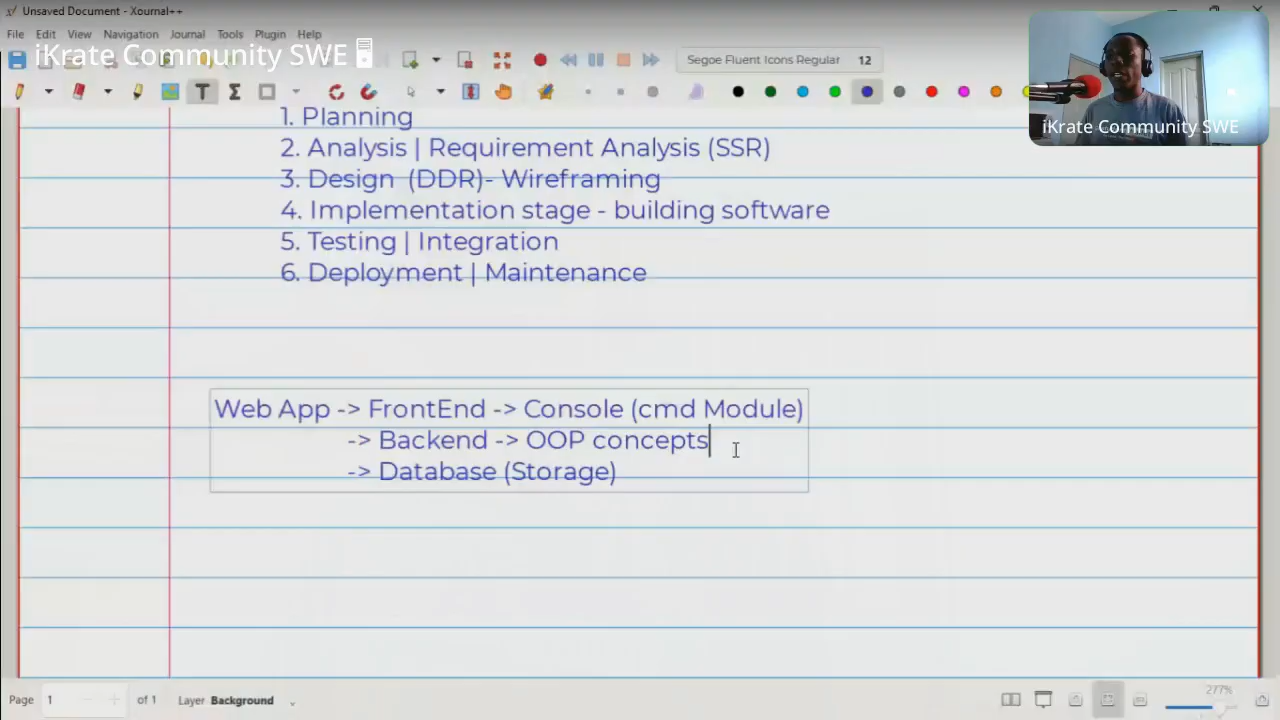 Unsaved Document - Xournal++
File Edit View Navigation Journal Tools Plugin Help
iKrate Community SWE
Segoe Fluent Icons Regular 12
iKrate Community SWE
1. Planning
2. Analysis | Requirement Analysis (SSR)
3. Design (DDR)- Wireframing
4. Implementation stage - building software
5. Testing | Integration
6. Deployment | Maintenance
Web App -> FrontEnd -> Console (cmd Module)
-> Backend -> OOP concepts
-> Database (Storage)
Page 1 of 1 Layer Background 277%